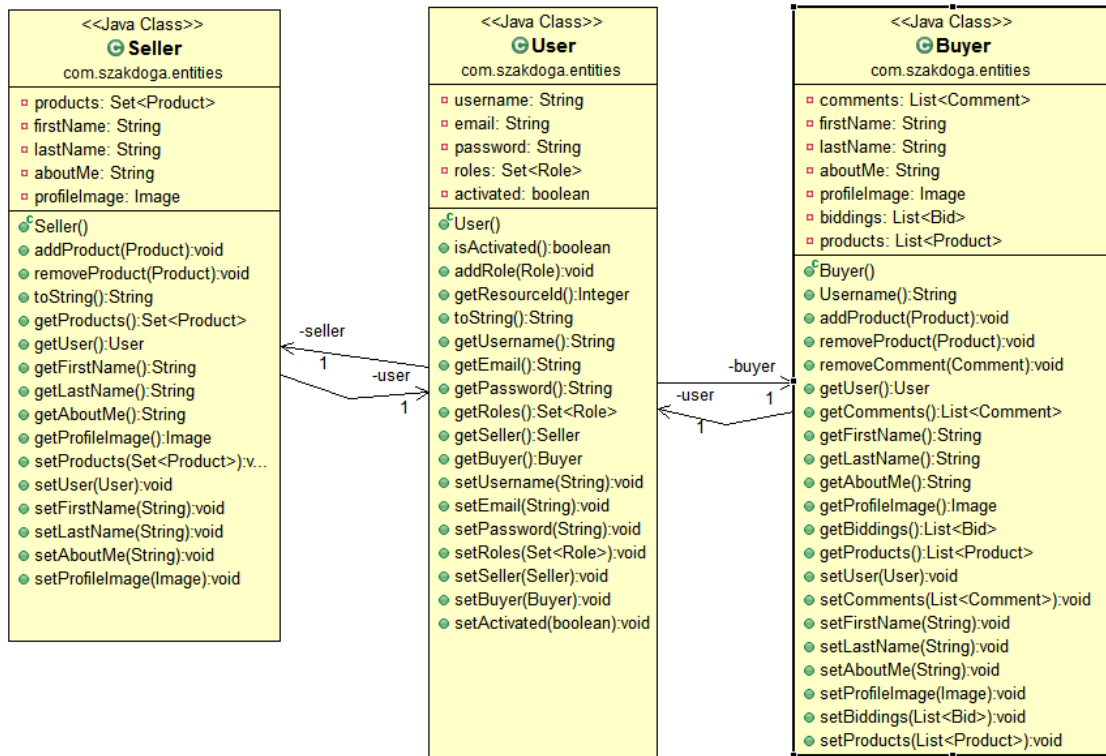 <<Java Class>>
Seller
com.szakdoga.entities
products: Set<Product>
firstName: String
lastName: String
aboutMe: String
profileImage: Image
Seller()
addProduct(Product):void
removeProduct(Product):void
toString():String
getProducts():Set<Product>
getUser():User
getFirstName():String
getLastName():String
getAboutMe():String
getProfileImage():Image
setProducts(Set<Product>):v...
setUser(User):void
setFirstName(String):void
setLastName(String):void
setAboutMe(String):void
setProfileImage(Image):void
-seller
1
-user
1
<<Java Class>>
User
com.szakdoga.entities
username: String
email: String
password: String
roles: Set<Role>
activated: boolean
User()
isActivated():boolean
addRole(Role):void
getResourceId():Integer
toString():String
getUsername():String
getEmail():String
getPassword():String
getRoles():Set<Role>
getSeller():Seller
getBuyer():Buyer
setUsername(String):void
setEmail(String):void
setPassword(String):void
setRoles(Set<Role>):void
setSeller(Seller):void
setBuyer(Buyer):void
setActivated(boolean):void
-buyer
1
-user
1
<<Java Class>>
Buyer
com.szakdoga.entities
comments: List<Comment>
firstName: String
lastName: String
aboutMe: String
profileImage: Image
biddings: List<Bid>
products: List<Product>
Buyer()
Username():String
addProduct(Product):void
removeProduct(Product):void
removeComment(Comment):void
getUser():User
getComments():List<Comment>
getFirstName():String
getLastName():String
getAboutMe():String
getProfileImage():Image
getBiddings():List<Bid>
getProducts():List<Product>
setUser(User):void
setComments(List<Comment>):void
setFirstName(String):void
setLastName(String):void
setAboutMe(String):void
setProfileImage(Image):void
setBiddings(List<Bid>):void
setProducts(List<Product>):void